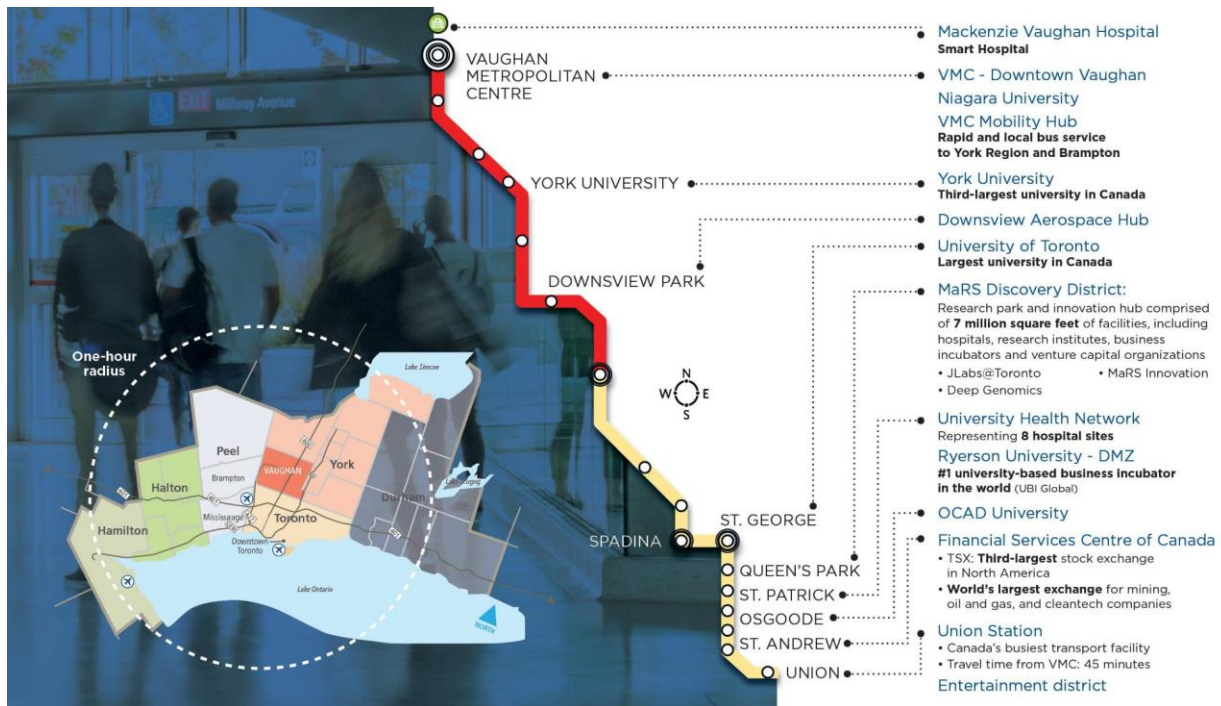 EXIT Millway Avenue
VAUGHAN
METROPOLITAN
CENTRE
YORK UNIVERSITY
DOWNSVIEW PARK
SPADINA
ST. GEORGE
QUEEN'S PARK
ST. PATRICK
OSGOODE
ST. ANDREW
UNION
N
W E
S
One-hour
radius
Lake Simcoe
Peel
VAUGHAN
York
Brampton
Halton
Durham
Mississauga
Toronto
Hamilton
Downtown
Toronto
Lake Ontario
NORTH
400
401
401
Mackenzie Vaughan Hospital
Smart Hospital
VMC - Downtown Vaughan
Niagara University
VMC Mobility Hub
Rapid and local bus service
to York Region and Brampton
York University
Third-largest university in Canada
Downsview Aerospace Hub
University of Toronto
Largest university in Canada
MaRS Discovery District:
Research park and innovation hub comprised
of 7 million square feet of facilities, including
hospitals, research institutes, business
incubators and venture capital organizations
• JLabs@Toronto • MaRS Innovation
• Deep Genomics
University Health Network
Representing 8 hospital sites
Ryerson University - DMZ
#1 university-based business incubator
in the world (UBI Global)
OCAD University
Financial Services Centre of Canada
• TSX: Third-largest stock exchange
in North America
• World's largest exchange for mining,
oil and gas, and cleantech companies
Union Station
• Canada's busiest transport facility
• Travel time from VMC: 45 minutes
Entertainment district